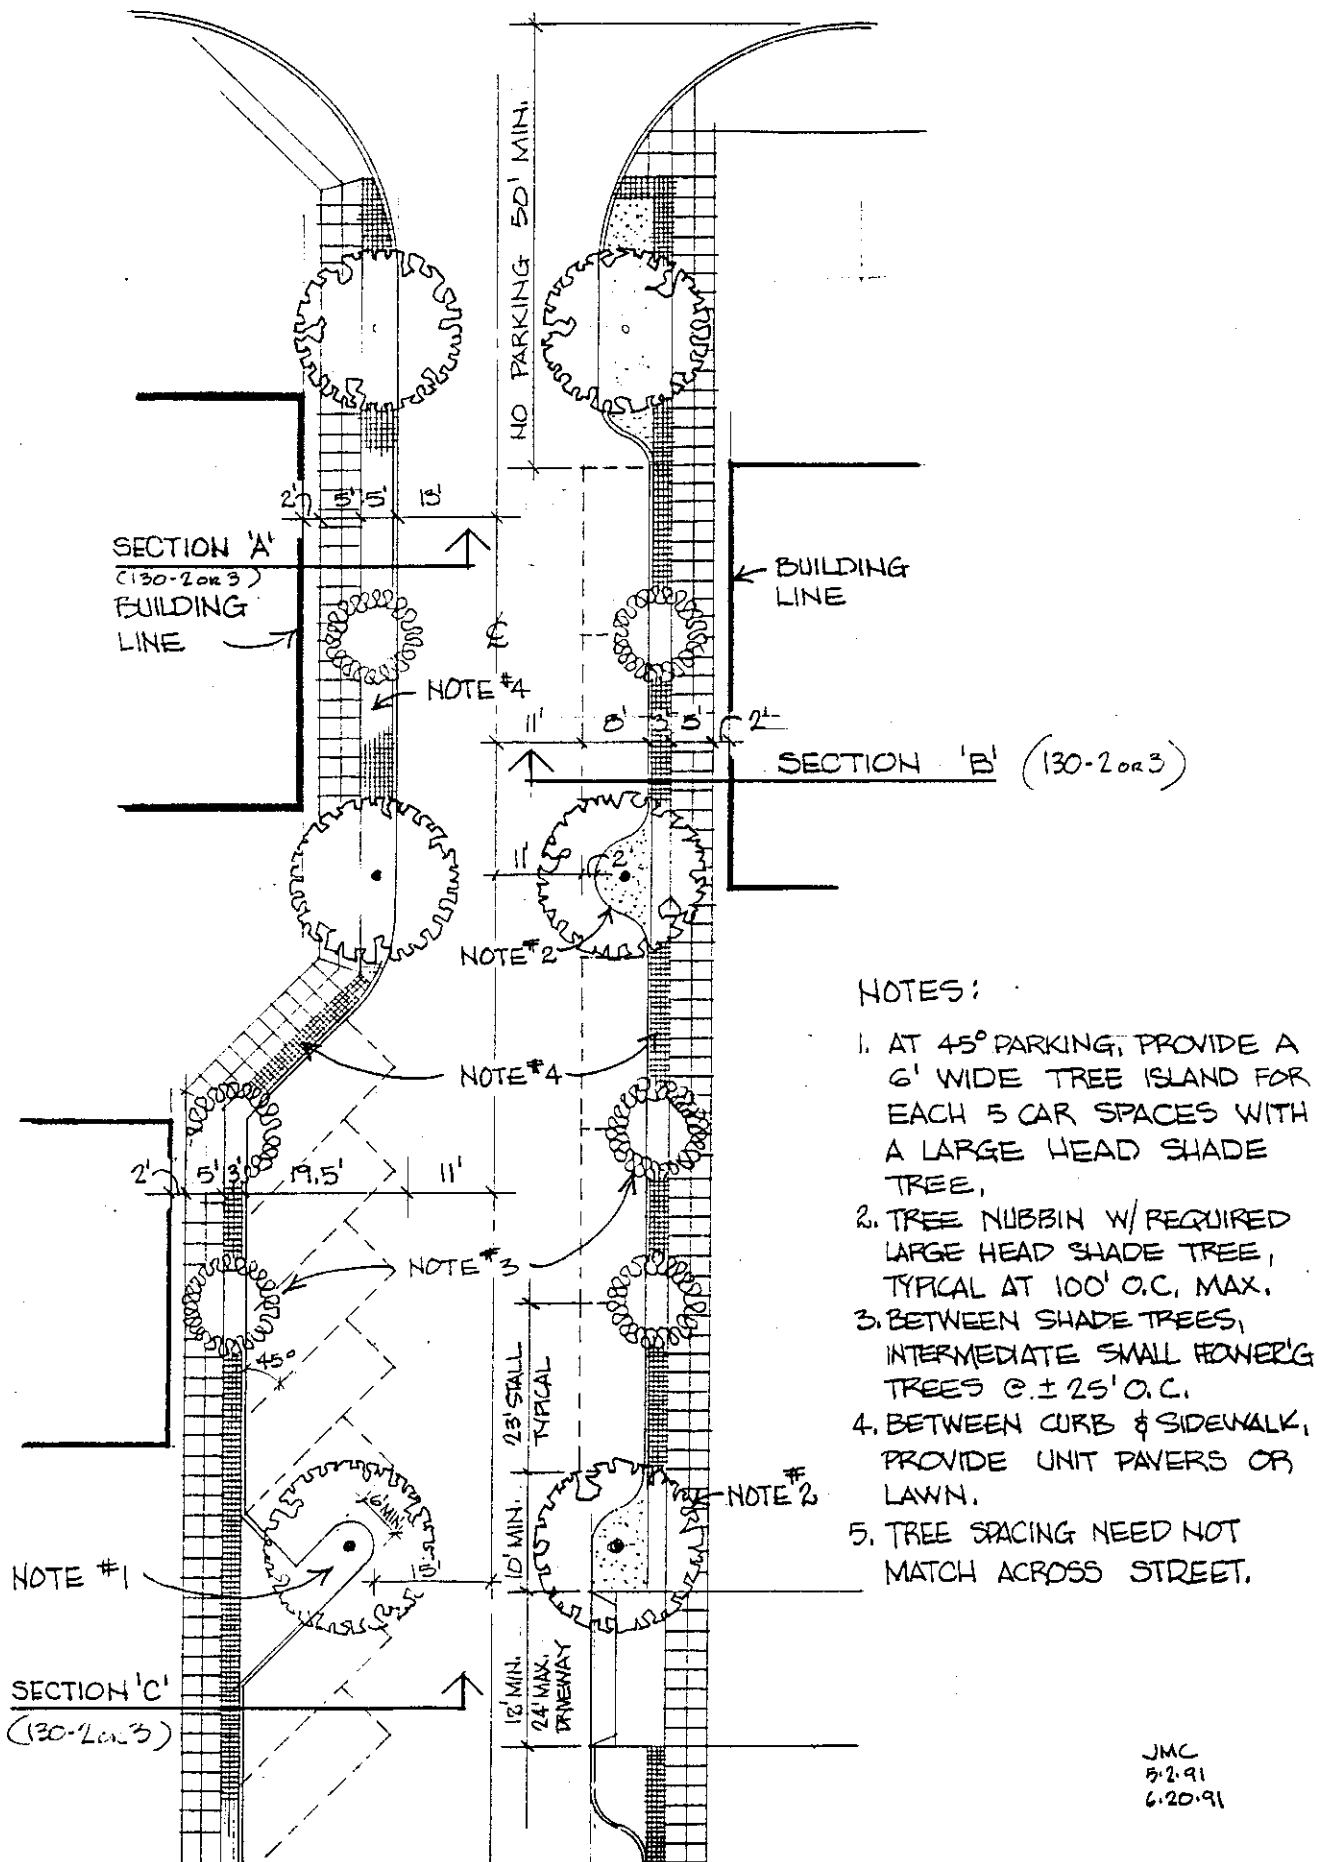 NO PARKING 50' MIN.
2' 5' 5' 13'
SECTION 'A'
(130-2 OR 3)
BUILDING
LINE
BUILDING
LINE
℄
NOTE #4
11' 8' 3' 5' 2'
SECTION 'B' (130-2 OR 3)
11' 2'
NOTE #2
NOTE #4
2' 5' 3' 19.5' 11'
NOTE #3
45°
23' STALL
TYPICAL
6' MIN.
10' MIN.
NOTE #2
NOTE #1
18' MIN.
24' MAX.
DRIVEWAY
SECTION 'C'
(130-2 OR 3)
NOTES:
1. AT 45° PARKING, PROVIDE A
6' WIDE TREE ISLAND FOR
EACH 5 CAR SPACES WITH
A LARGE HEAD SHADE
TREE.
2. TREE NUBBIN W/ REQUIRED
LARGE HEAD SHADE TREE,
TYPICAL AT 100' O.C. MAX.
3. BETWEEN SHADE TREES,
INTERMEDIATE SMALL FLOWER'G
TREES @ ± 25' O.C.
4. BETWEEN CURB & SIDEWALK,
PROVIDE UNIT PAVERS OR
LAWN.
5. TREE SPACING NEED NOT
MATCH ACROSS STREET.
JMC
5·2·91
6·20·91